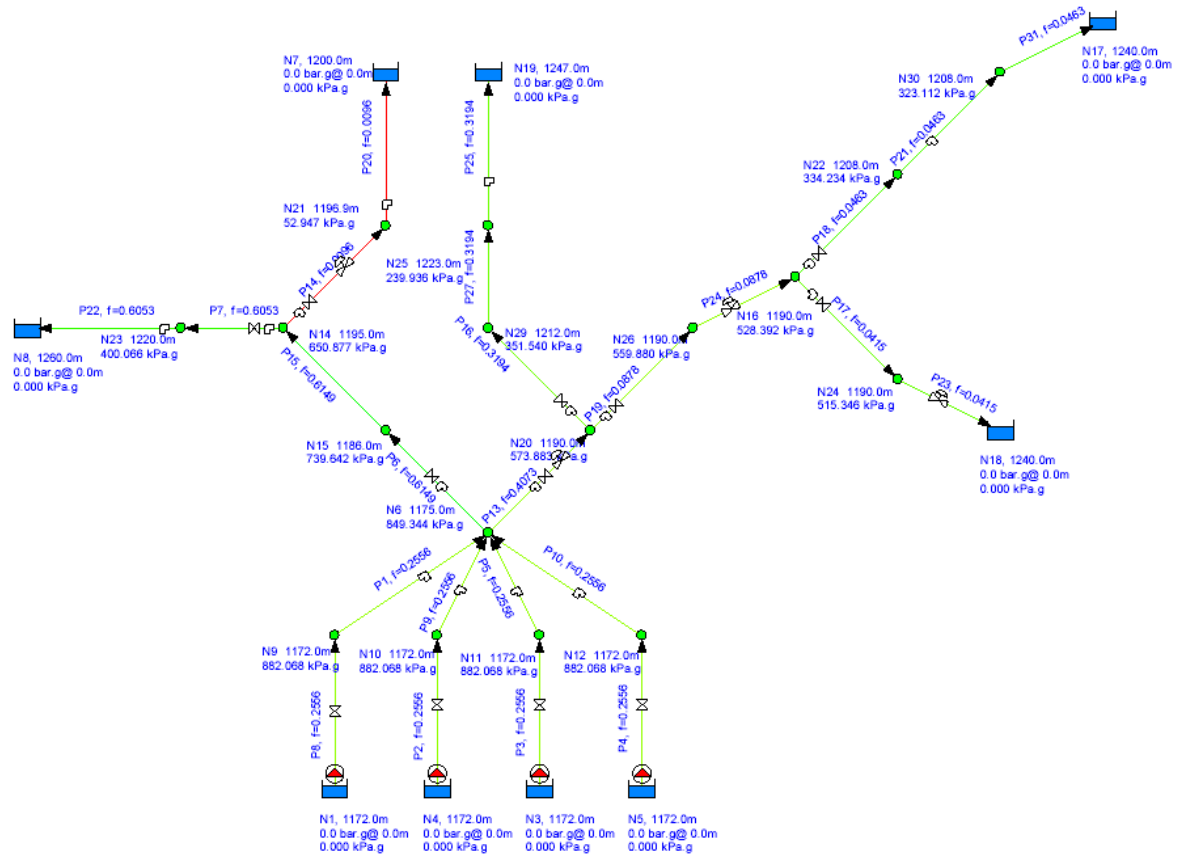 P31, f=0.0463
N17, 1240.0m
0.0 bar.g@ 0.0m
0.000 kPa.g
N7, 1200.0m
0.0 bar.g@ 0.0m
0.000 kPa.g
N19, 1247.0m
0.0 bar.g@ 0.0m
0.000 kPa.g
N30 1208.0m
323.112 kPa.g
P20, f=0.0096
P25, f=0.3194
P21, f=0.0463
N22 1208.0m
334.234 kPa.g
N21 1196.9m
52.947 kPa.g
P18, f=0.0463
N25 1223.0m
239.936 kPa.g
P14, f=0.0096
P27, f=0.3194
P24, f=0.0878
N16 1190.0m
528.392 kPa.g
P22, f=0.6053
P7, f=0.6053
N8, 1260.0m
0.0 bar.g@ 0.0m
0.000 kPa.g
N23 1220.0m
400.066 kPa.g
N14 1195.0m
650.877 kPa.g
P16, f=0.3194
N29 1212.0m
351.540 kPa.g
N26 1190.0m
559.880 kPa.g
P17, f=0.0415
P15, f=0.6149
P19, f=0.0878
N24 1190.0m
515.346 kPa.g
P23, f=0.0415
N15 1186.0m
739.642 kPa.g
N20 1190.0m
573.883 kPa.g
N18, 1240.0m
0.0 bar.g@ 0.0m
0.000 kPa.g
P6, f=0.6149
P13, f=0.4073
N6 1175.0m
849.344 kPa.g
P1, f=0.2556
P9, f=0.2556
P5, f=0.2556
P10, f=0.2556
N9 1172.0m
882.068 kPa.g
N10 1172.0m
882.068 kPa.g
N11 1172.0m
882.068 kPa.g
N12 1172.0m
882.068 kPa.g
P8, f=0.2556
P2, f=0.2556
P3, f=0.2556
P4, f=0.2556
N1, 1172.0m
0.0 bar.g@ 0.0m
0.000 kPa.g
N4, 1172.0m
0.0 bar.g@ 0.0m
0.000 kPa.g
N3, 1172.0m
0.0 bar.g@ 0.0m
0.000 kPa.g
N5, 1172.0m
0.0 bar.g@ 0.0m
0.000 kPa.g